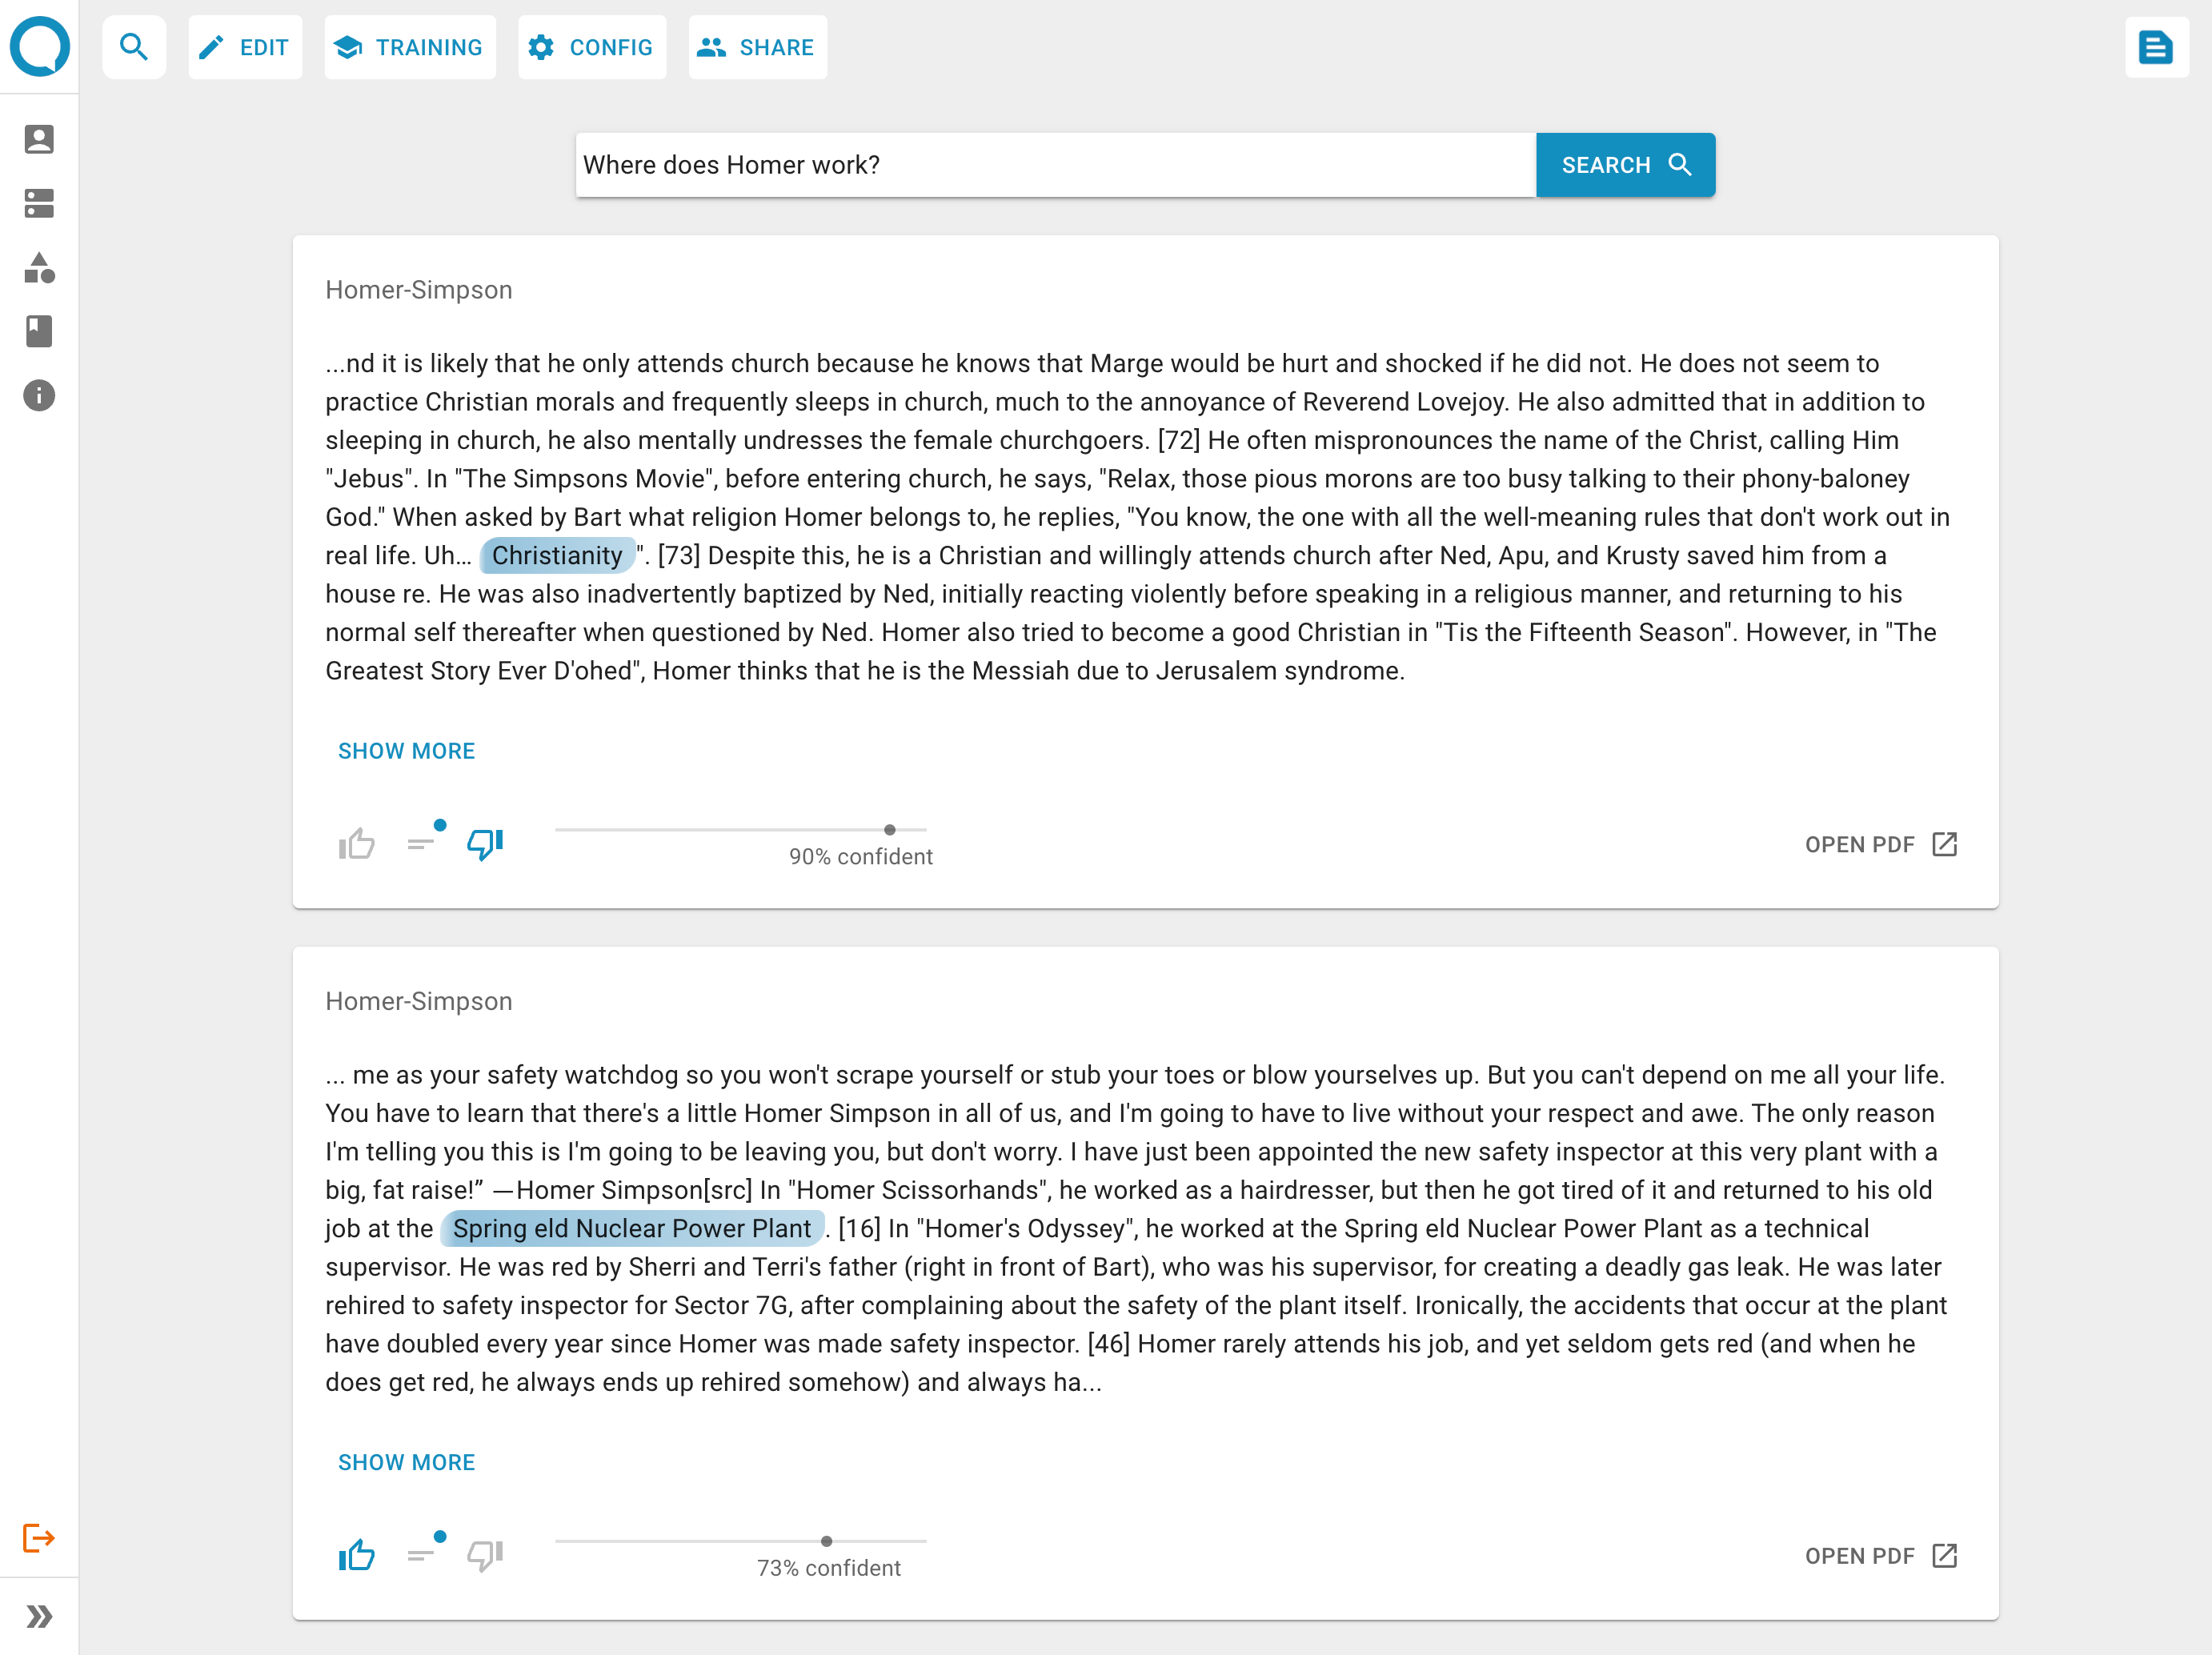 EDIT
TRAINING
CONFIG
SHARE
Where does Homer work?
SEARCH
Homer-Simpson
...nd it is likely that he only attends church because he knows that Marge would be hurt and shocked if he did not. He does not seem to
practice Christian morals and frequently sleeps in church, much to the annoyance of Reverend Lovejoy. He also admitted that in addition to
sleeping in church, he also mentally undresses the female churchgoers. [72] He often mispronounces the name of the Christ, calling Him
"Jebus". In "The Simpsons Movie", before entering church, he says, "Relax, those pious morons are too busy talking to their phony-baloney
God." When asked by Bart what religion Homer belongs to, he replies, "You know, the one with all the well-meaning rules that don't work out in
real life. Uh... Christianity ". [73] Despite this, he is a Christian and willingly attends church after Ned, Apu, and Krusty saved him from a
house re. He was also inadvertently baptized by Ned, initially reacting violently before speaking in a religious manner, and returning to his
normal self thereafter when questioned by Ned. Homer also tried to become a good Christian in "Tis the Fifteenth Season". However, in "The
Greatest Story Ever D'ohed", Homer thinks that he is the Messiah due to Jerusalem syndrome.
SHOW MORE
90% confident
OPEN PDF
Homer-Simpson
... me as your safety watchdog so you won't scrape yourself or stub your toes or blow yourselves up. But you can't depend on me all your life.
You have to learn that there's a little Homer Simpson in all of us, and I'm going to have to live without your respect and awe. The only reason
I'm telling you this is I'm going to be leaving you, but don't worry. I have just been appointed the new safety inspector at this very plant with a
big, fat raise!” —Homer Simpson[src] In "Homer Scissorhands", he worked as a hairdresser, but then he got tired of it and returned to his old
job at the Spring eld Nuclear Power Plant . [16] In "Homer's Odyssey", he worked at the Spring eld Nuclear Power Plant as a technical
supervisor. He was red by Sherri and Terri's father (right in front of Bart), who was his supervisor, for creating a deadly gas leak. He was later
rehired to safety inspector for Sector 7G, after complaining about the safety of the plant itself. Ironically, the accidents that occur at the plant
have doubled every year since Homer was made safety inspector. [46] Homer rarely attends his job, and yet seldom gets red (and when he
does get red, he always ends up rehired somehow) and always ha...
SHOW MORE
73% confident
OPEN PDF